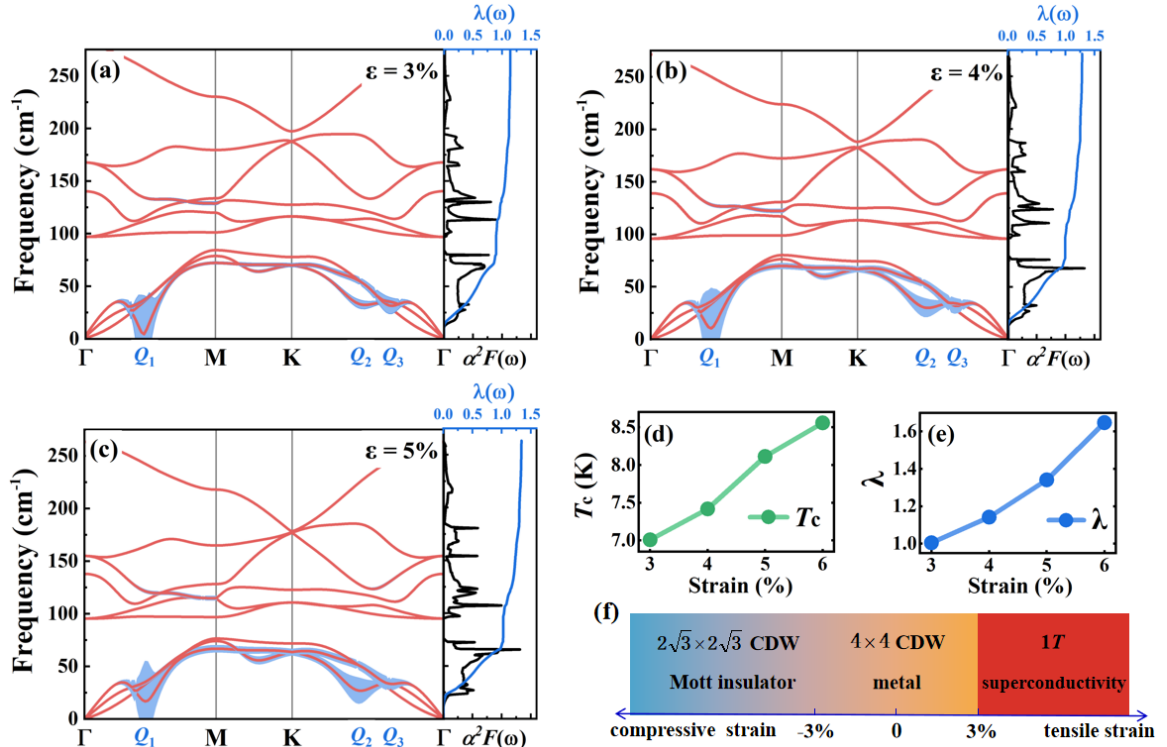 λ(ω)
0.0 0.5 1.0 1.5
(a)
ε = 3%
Frequency (cm⁻¹)
250
200
150
100
50
0
Γ Q₁ M K Q₂ Q₃ Γ α²F(ω)
λ(ω)
0.0 0.5 1.0 1.5
(b)
ε = 4%
Frequency (cm⁻¹)
250
200
150
100
50
0
Γ Q₁ M K Q₂ Q₃ Γ α²F(ω)
λ(ω)
0.0 0.5 1.0 1.5
(c)
ε = 5%
Frequency (cm⁻¹)
250
200
150
100
50
0
Γ Q₁ M K Q₂ Q₃ Γ α²F(ω)
(d)
Tc (K)
8.5
8.0
7.5
7.0
Tc
3 4 5 6
Strain (%)
(e)
λ
1.6
1.4
1.2
1.0
λ
3 4 5 6
Strain (%)
(f)
2√3×2√3 CDW 4×4 CDW 1T
Mott insulator metal superconductivity
compressive strain -3% 0 3% tensile strain